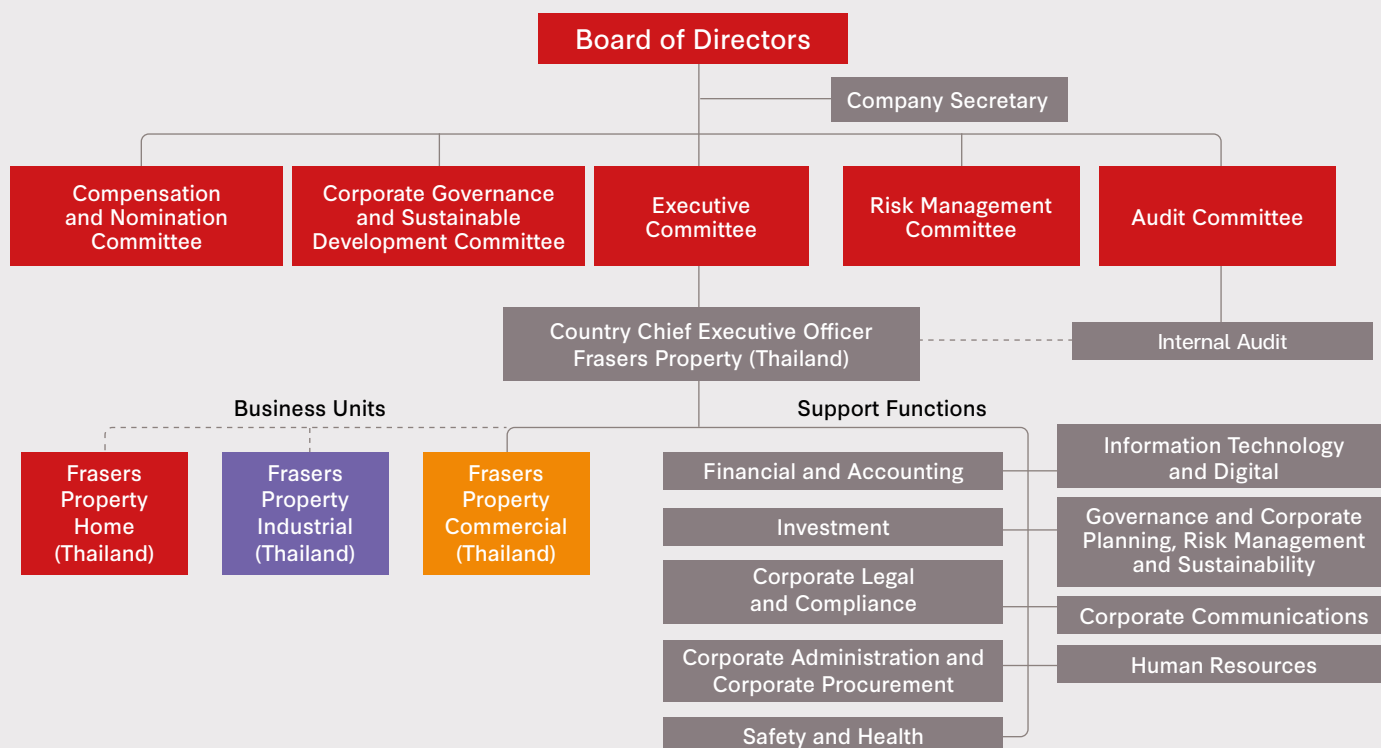 Board of Directors
Company Secretary
Compensation
and Nomination
Committee
Corporate Governance
and Sustainable
Development Committee
Executive
Committee
Risk Management
Committee
Audit Committee
Country Chief Executive Officer
Frasers Property (Thailand)
Internal Audit
Business Units
Support Functions
Frasers
Property
Home
(Thailand)
Frasers
Property
Industrial
(Thailand)
Frasers
Property
Commercial
(Thailand)
Financial and Accounting
Information Technology
and Digital
Investment
Governance and Corporate
Planning, Risk Management
and Sustainability
Corporate Legal
and Compliance
Corporate Communications
Corporate Administration and
Corporate Procurement
Human Resources
Safety and Health